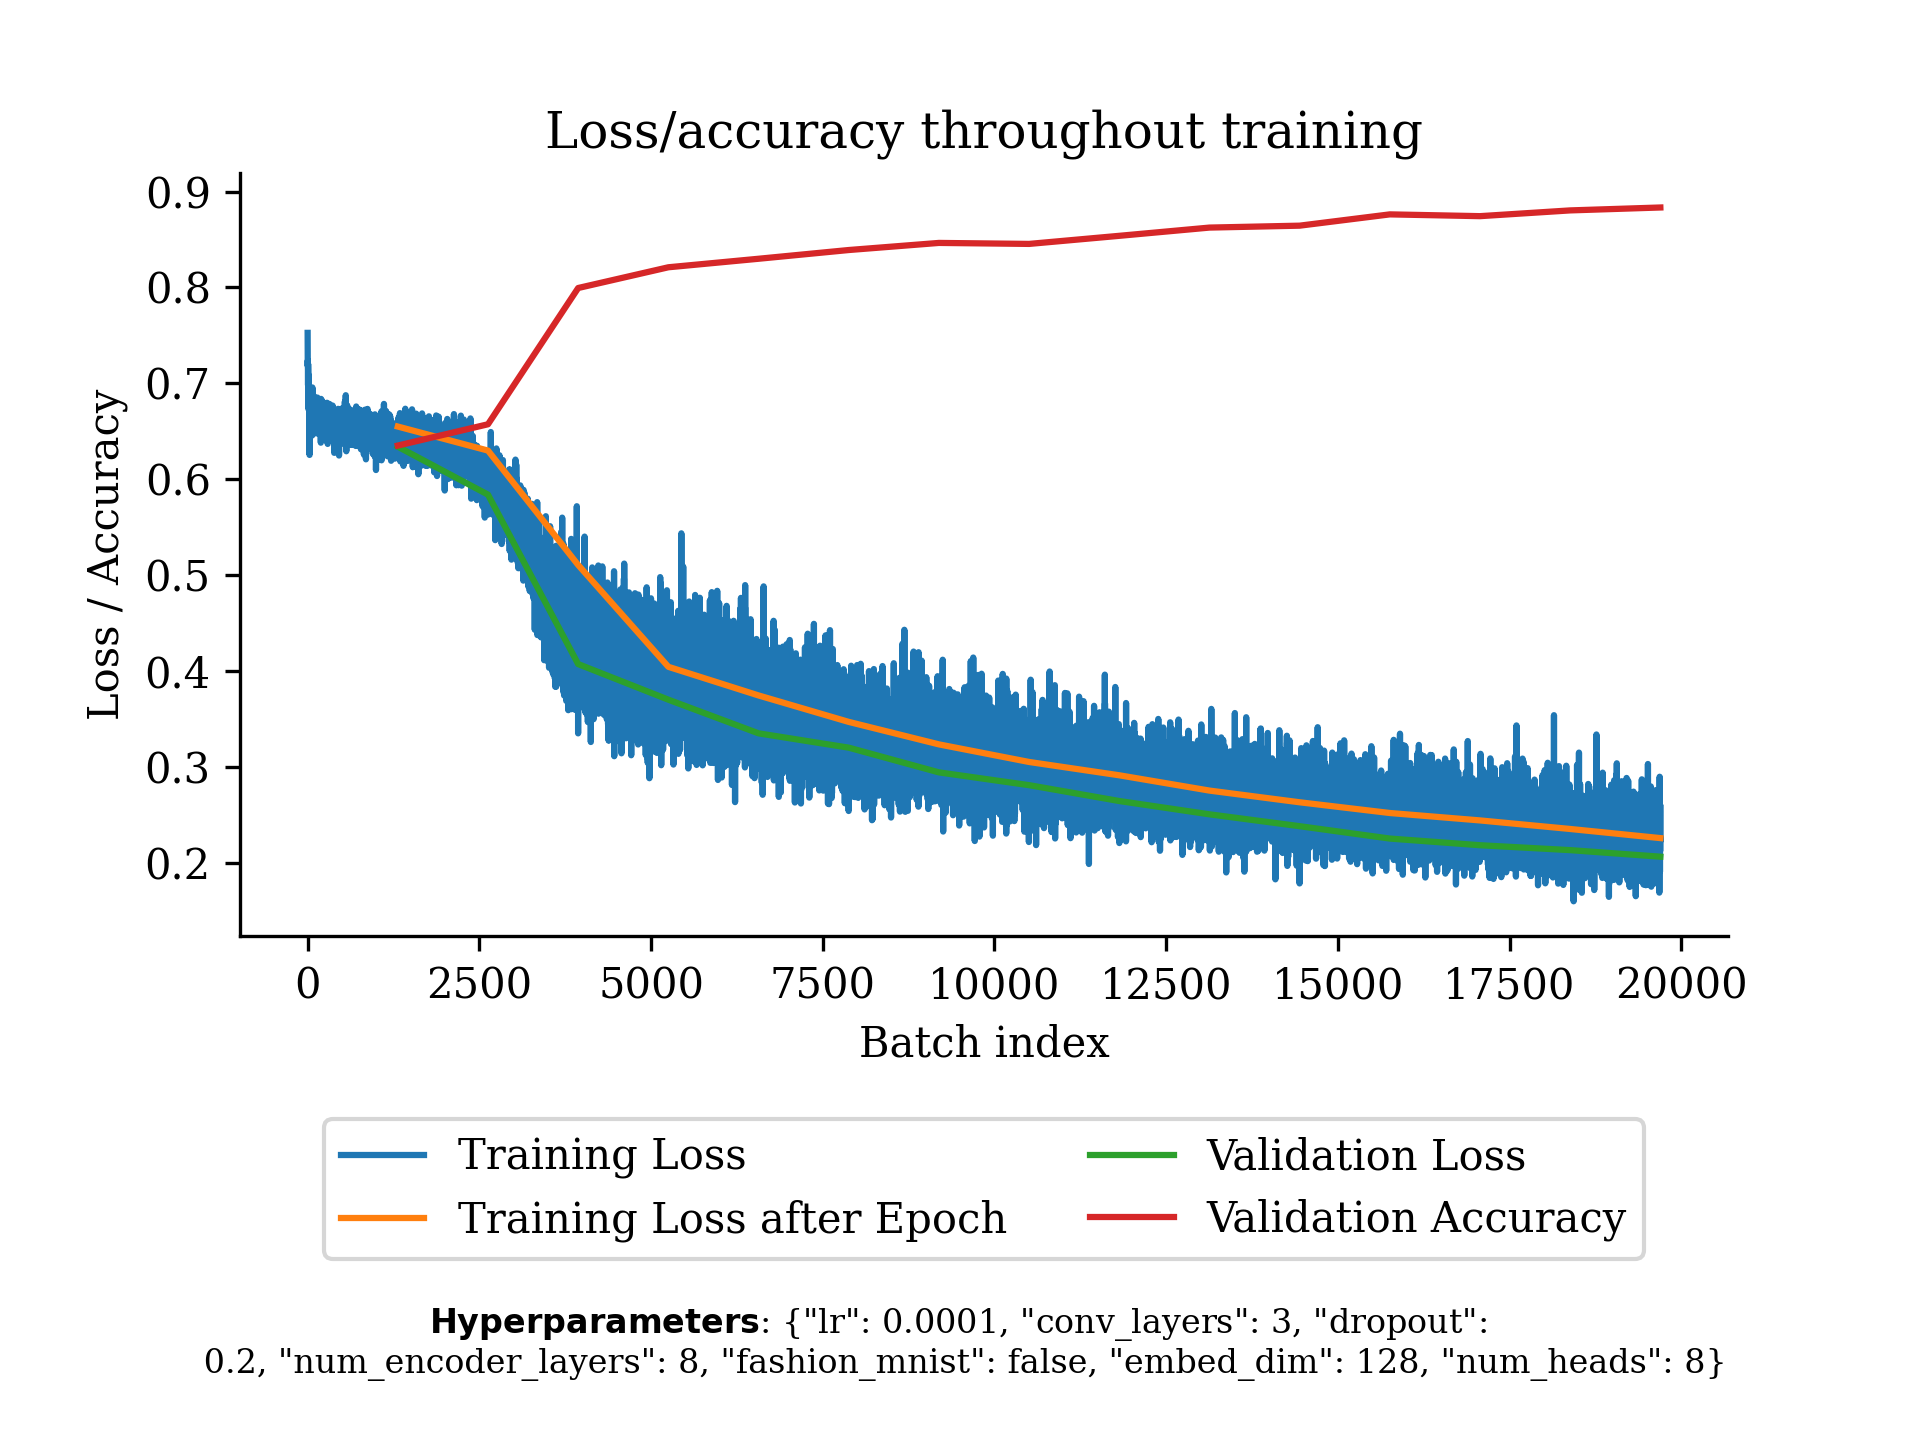 Loss/accuracy throughout training
0.9
0.8
0.7
0.6
0.5
0.4
0.3
0.2
Loss / Accuracy
0 2500 5000 7500 10000 12500 15000 17500 20000
Batch index
Training Loss
Training Loss after Epoch
Validation Loss
Validation Accuracy
Hyperparameters: {"lr": 0.0001, "conv_layers": 3, "dropout":
0.2, "num_encoder_layers": 8, "fashion_mnist": false, "embed_dim": 128, "num_heads": 8}